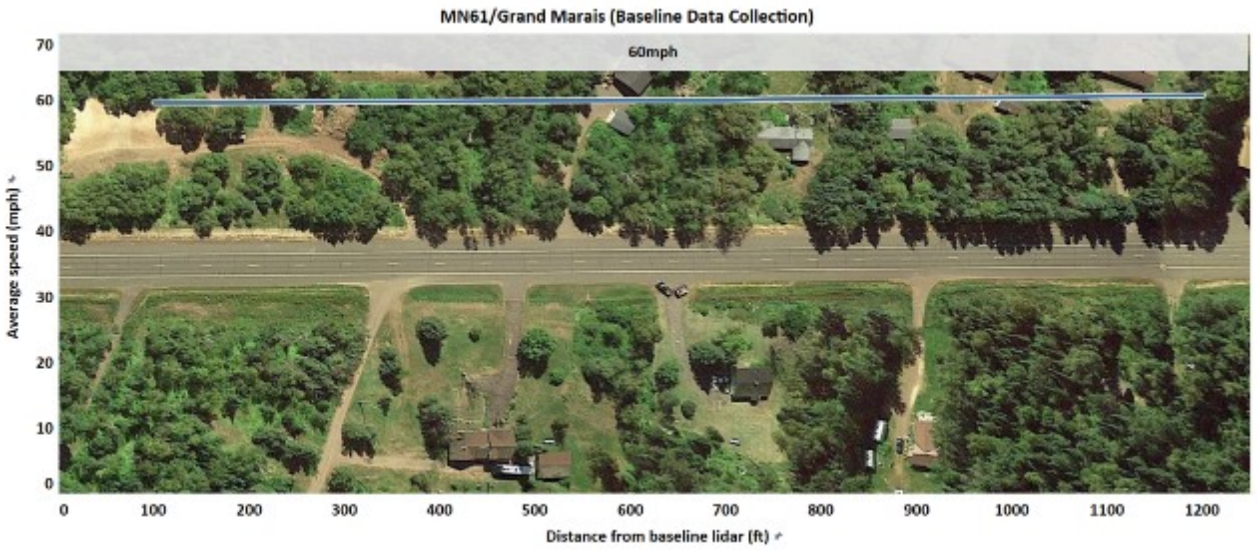 MN61/Grand Marais (Baseline Data Collection)
60mph
70
60
50
40
30
20
10
0
Average speed (mph)
0 100 200 300 400 500 600 700 800 900 1000 1100 1200
Distance from baseline lidar (ft)